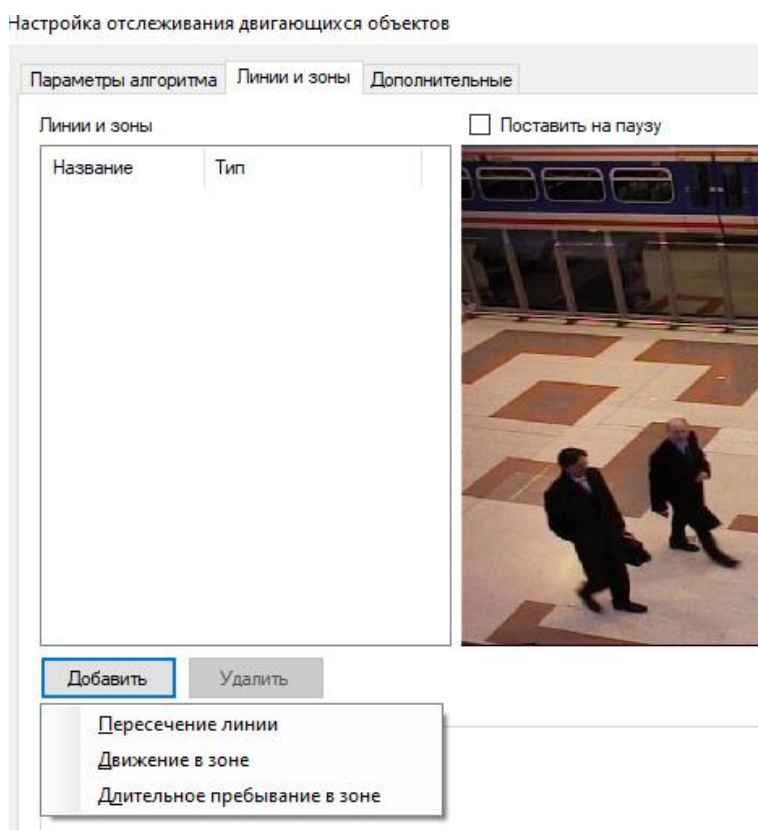 Настройка отслеживания двигающихся объектов
Параметры алгоритма Линии и зоны Дополнительные
Линии и зоны
Поставить на паузу
Название Тип
Добавить Удалить
Пересечение линии
Движение в зоне
Длительное пребывание в зоне